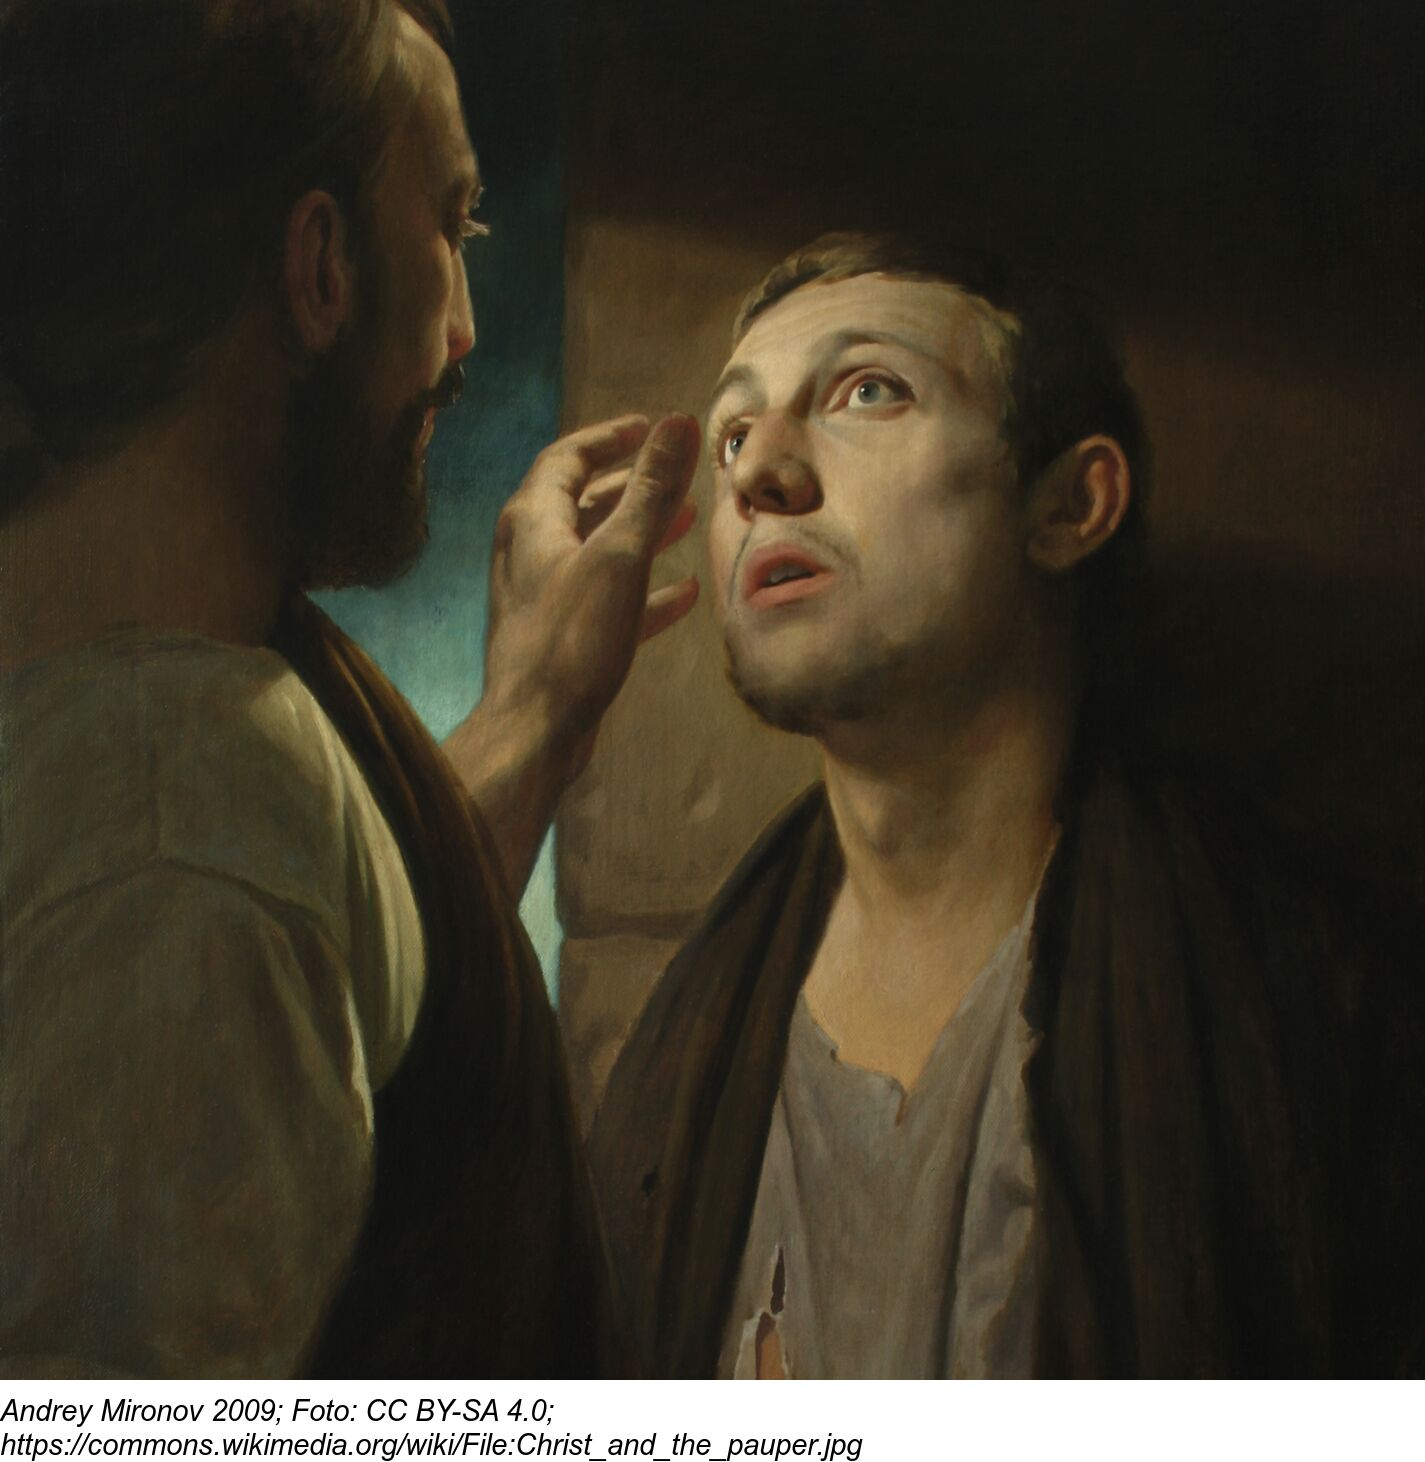 Andrey Mironov 2009; Foto: CC BY-SA 4.0;
https://commons.wikimedia.org/wiki/File:Christ_and_the_pauper.jpg